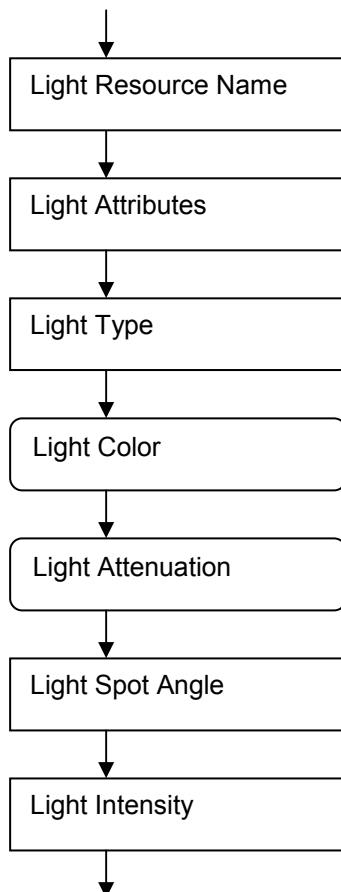 Light Resource Name
Light Attributes
Light Type
Light Color
Light Attenuation
Light Spot Angle
Light Intensity